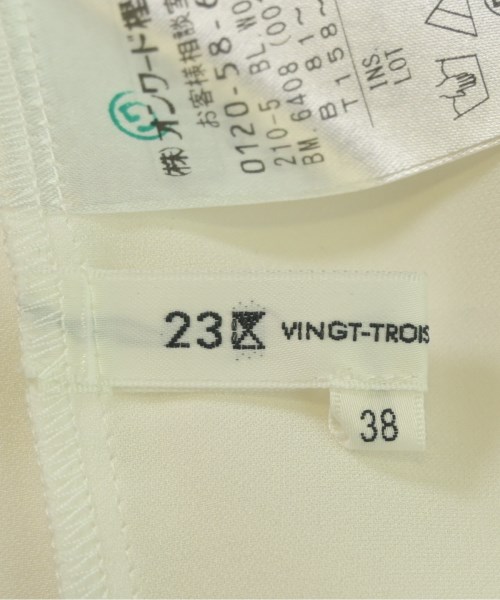 (株)オンワード樫
お客様相談室
0120-58-6
210-5 BL.WO
BM.6408 (00
B 81~
T 158~
INS.
LOT
23区 VINGT-TROIS
38